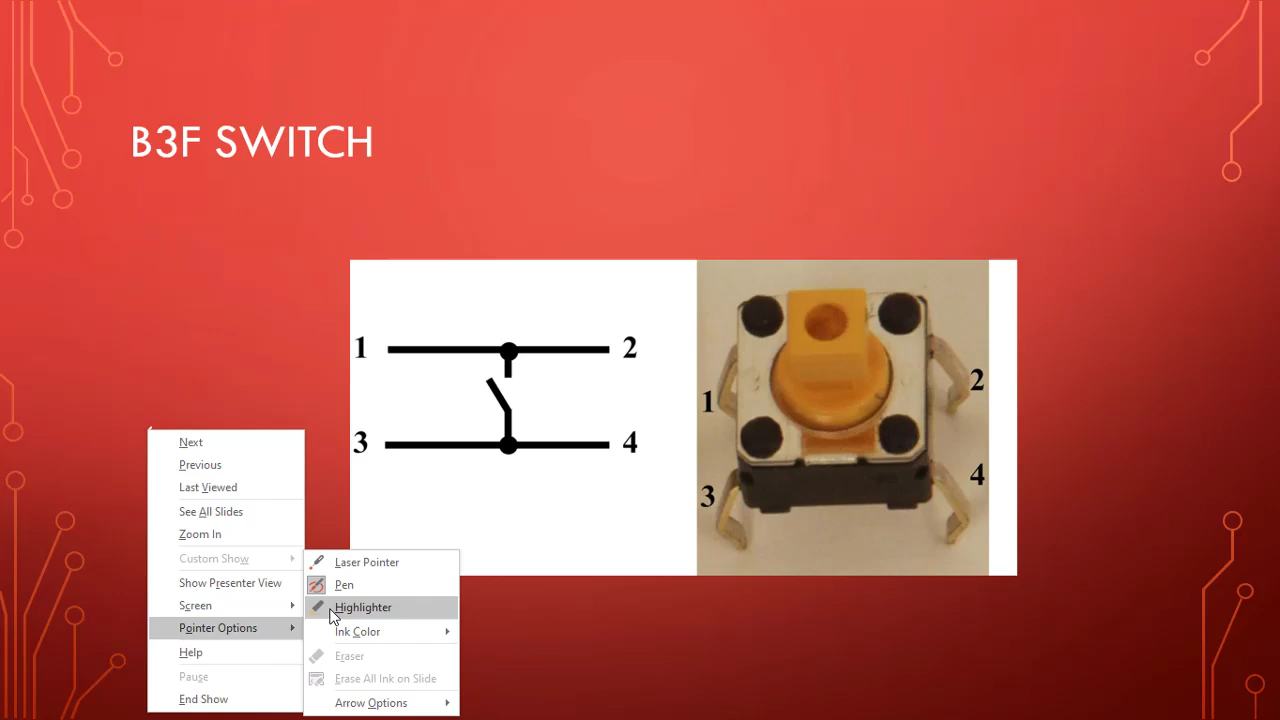 B3F SWITCH
1 2
3 4
1 2
3 4
Next
Previous
Last Viewed
See All Slides
Zoom In
Custom Show
Show Presenter View
Screen
Pointer Options
Help
Pause
End Show
Laser Pointer
Pen
Highlighter
Ink Color
Eraser
Erase All Ink on Slide
Arrow Options